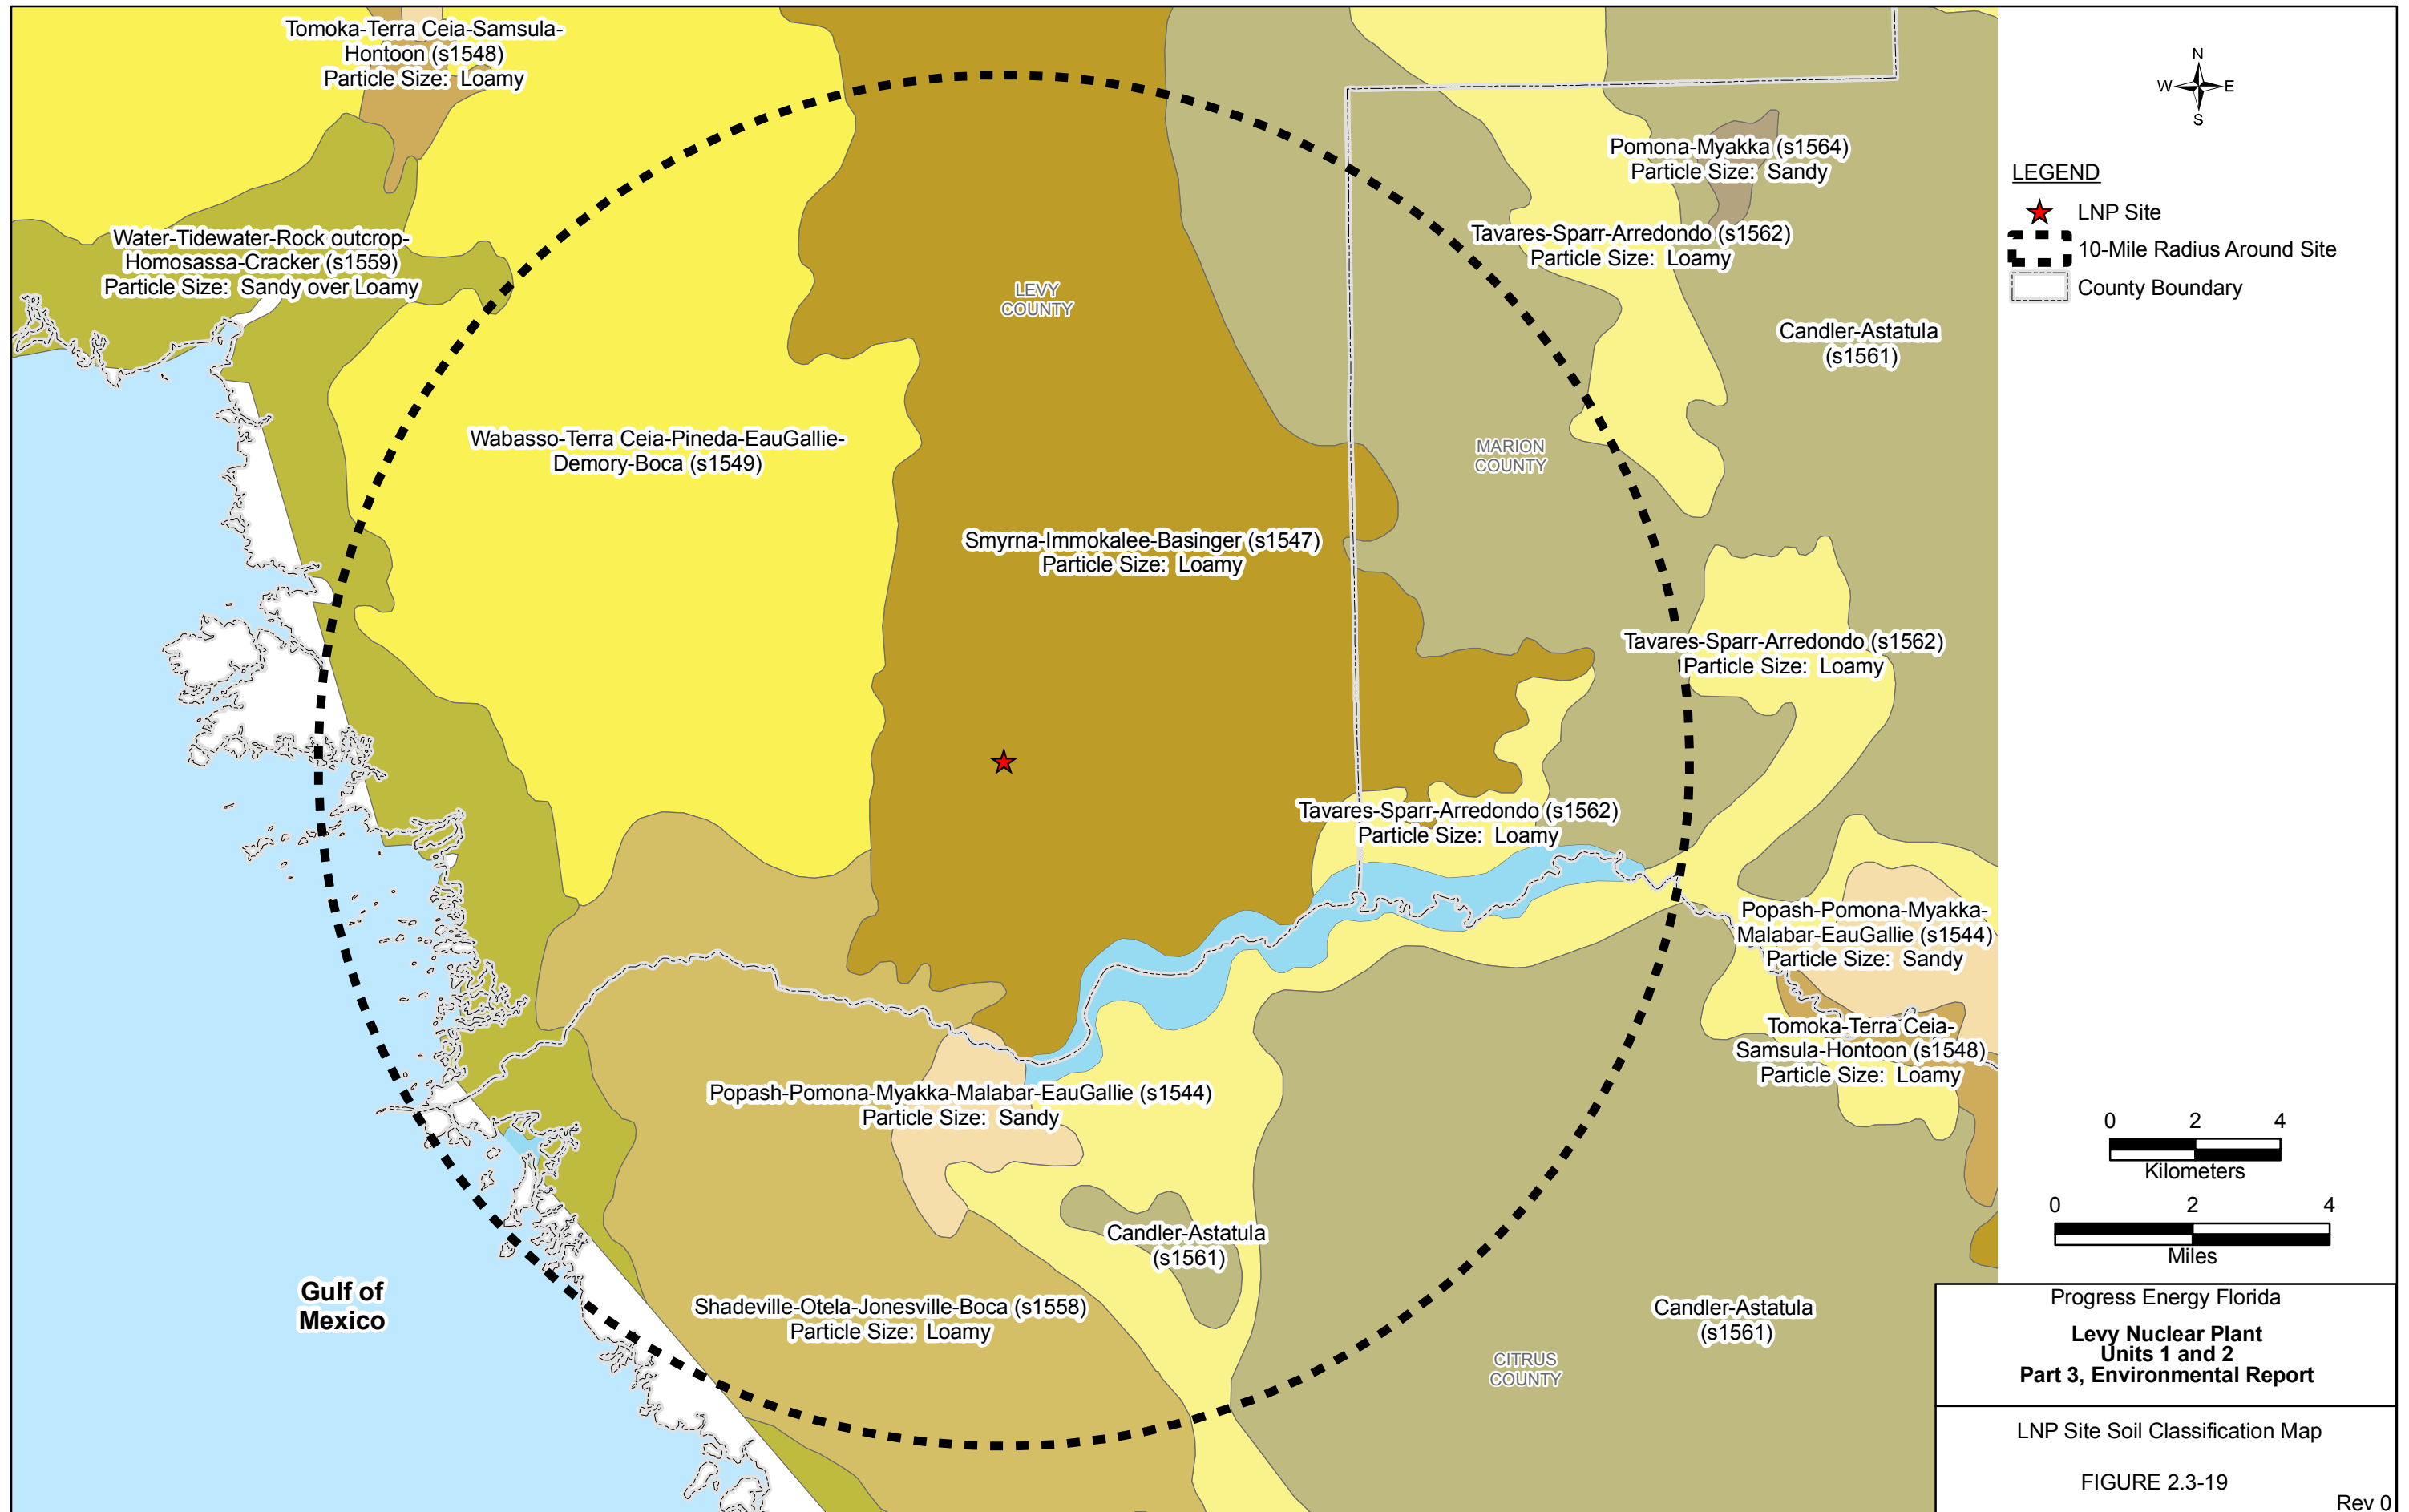 Tomoka-Terra Ceia-Samsula-
Hontoon (s1548)
Particle Size:  Loamy
Water-Tidewater-Rock outcrop-
Homosassa-Cracker (s1559)
Particle Size:  Sandy over Loamy
LEVY
COUNTY
Pomona-Myakka (s1564)
Particle Size:  Sandy
Tavares-Sparr-Arredondo (s1562)
Particle Size:  Loamy
Candler-Astatula
(s1561)
Wabasso-Terra Ceia-Pineda-EauGallie-
Demory-Boca (s1549)
MARION
COUNTY
Smyrna-Immokalee-Basinger (s1547)
Particle Size:  Loamy
Tavares-Sparr-Arredondo (s1562)
Particle Size:  Loamy
Tavares-Sparr-Arredondo (s1562)
Particle Size:  Loamy
Popash-Pomona-Myakka-
Malabar-EauGallie (s1544)
Particle Size:  Sandy
Tomoka-Terra Ceia-
Samsula-Hontoon (s1548)
Particle Size:  Loamy
Popash-Pomona-Myakka-Malabar-EauGallie (s1544)
Particle Size:  Sandy
Candler-Astatula
(s1561)
Gulf of
Mexico
Shadeville-Otela-Jonesville-Boca (s1558)
Particle Size:  Loamy
Candler-Astatula
(s1561)
CITRUS
COUNTY
N
W E
S
LEGEND
LNP Site
10-Mile Radius Around Site
County Boundary
0 2 4
Kilometers
0 2 4
Miles
Progress Energy Florida
Levy Nuclear Plant
Units 1 and 2
Part 3, Environmental Report
LNP Site Soil Classification Map
FIGURE 2.3-19
Rev 0